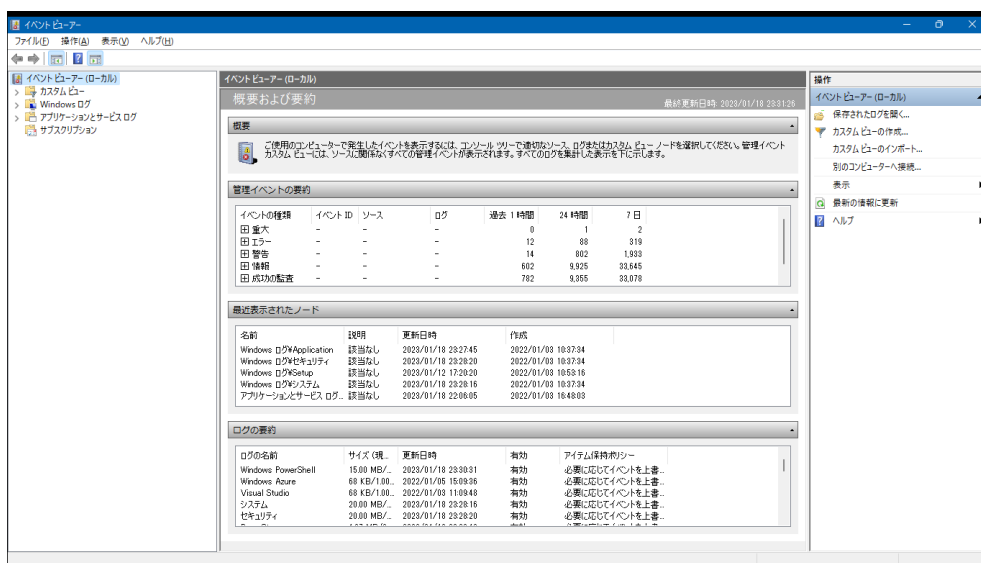 イベント ビューアー
ファイル(F) 操作(A) 表示(V) ヘルプ(H)
イベント ビューアー (ローカル)
カスタム ビュー
Windows ログ
アプリケーションとサービス ログ
サブスクリプション
イベント ビューアー (ローカル)
概要および要約
最終更新日時: 2023/01/18 23:31:26
概要
ご使用のコンピューターで発生したイベントを表示するには、コンソール ツリーで適切なソース、ログまたはカスタム ビュー ノードを選択してください。管理イベント
カスタム ビューには、ソースに関係なくすべての管理イベントが表示されます。すべてのログを集計した表示を下に示します。
管理イベントの要約
イベントの種類 イベント ID ソース ログ 過去 1 時間 24 時間 7 日
重大 - - - 0 1 2
エラー - - - 12 88 319
警告 - - - 14 802 1,933
情報 - - - 602 9,925 33,645
成功の監査 - - - 782 9,355 33,078
最近表示されたノード
名前 説明 更新日時 作成
Windows ログ¥Application 該当なし 2023/01/18 23:27:45 2022/01/03 10:37:34
Windows ログ¥セキュリティ 該当なし 2023/01/18 23:28:20 2022/01/03 10:37:34
Windows ログ¥Setup 該当なし 2023/01/12 17:20:20 2022/01/03 10:53:16
Windows ログ¥システム 該当なし 2023/01/18 23:28:16 2022/01/03 10:37:34
アプリケーションとサービス ログ... 該当なし 2023/01/18 22:06:05 2022/01/03 16:48:03
ログの要約
ログの名前 サイズ (現... 更新日時 有効 アイテム保持ポリシー
Windows PowerShell 15.00 MB/... 2023/01/18 23:30:31 有効 必要に応じてイベントを上書...
Windows Azure 68 KB/1.00... 2022/01/05 15:09:36 有効 必要に応じてイベントを上書...
Visual Studio 68 KB/1.00... 2022/01/03 11:09:48 有効 必要に応じてイベントを上書...
システム 20.00 MB/... 2023/01/18 23:28:16 有効 必要に応じてイベントを上書...
セキュリティ 20.00 MB/... 2023/01/18 23:28:20 有効 必要に応じてイベントを上書...
操作
イベント ビューアー (ローカル)
保存されたログを開く...
カスタム ビューの作成...
カスタム ビューのインポート...
別のコンピューターへ接続...
表示
最新の情報に更新
ヘルプ